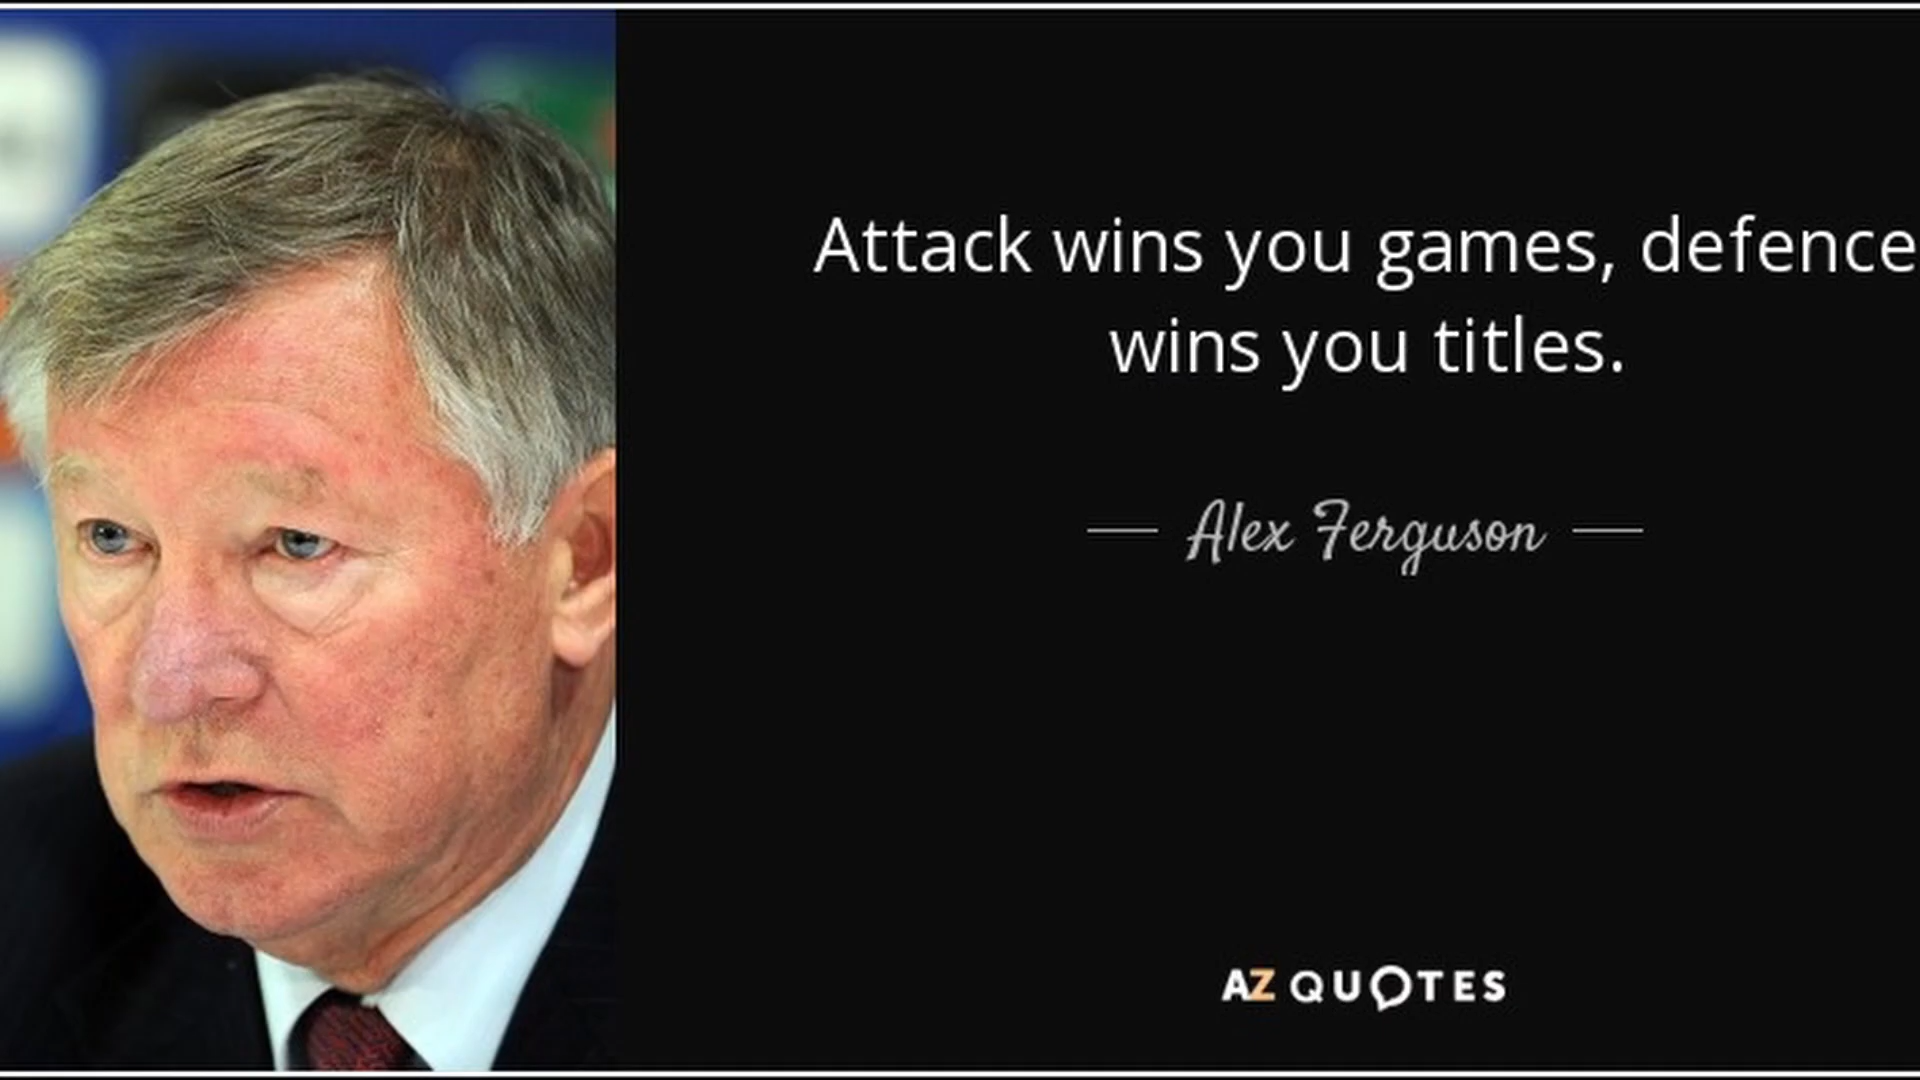 Attack wins you games, defence
wins you titles.
Alex Ferguson
AZ QUOTES